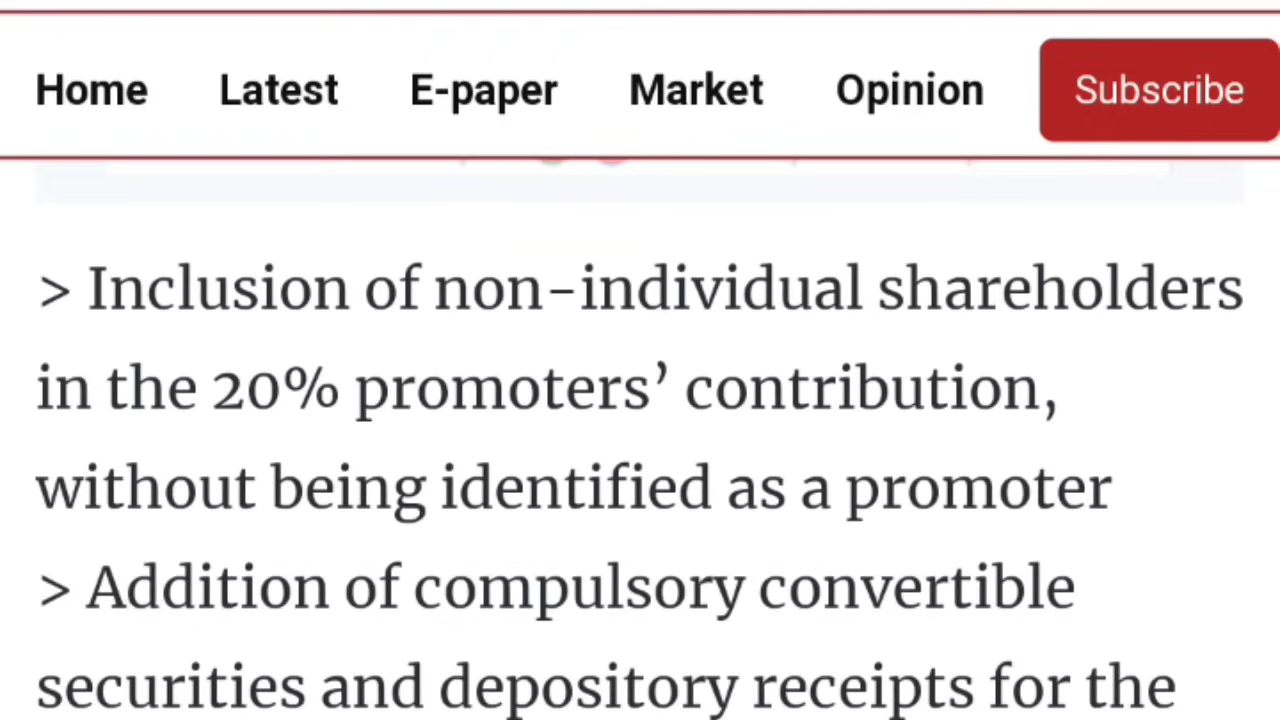 Home Latest E-paper Market Opinion Subscribe
> Inclusion of non-individual shareholders
in the 20% promoters’ contribution,
without being identified as a promoter
> Addition of compulsory convertible
securities and depository receipts for the